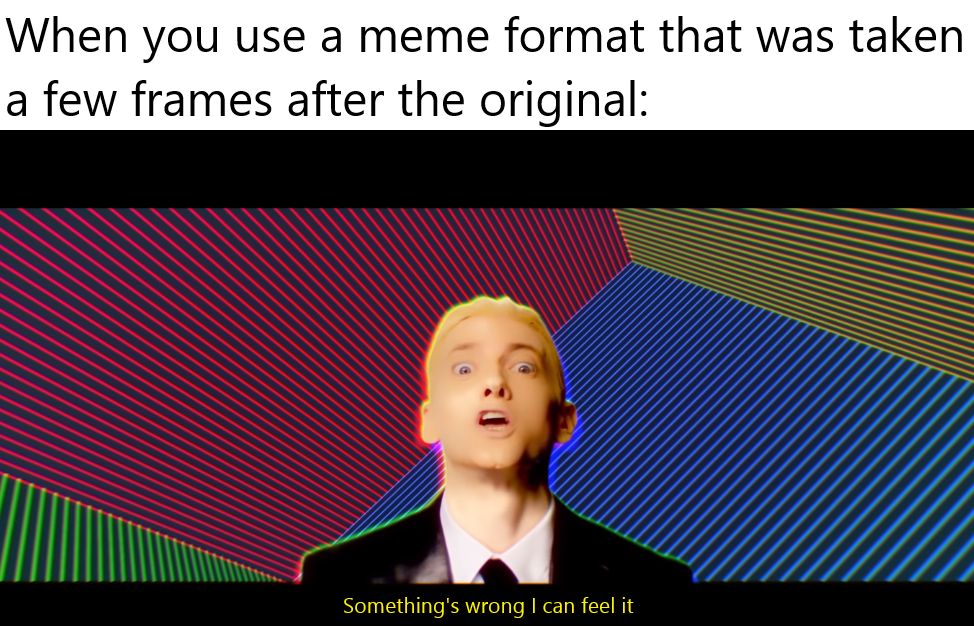 When you use a meme format that was taken
a few frames after the original:
Something's wrong I can feel it